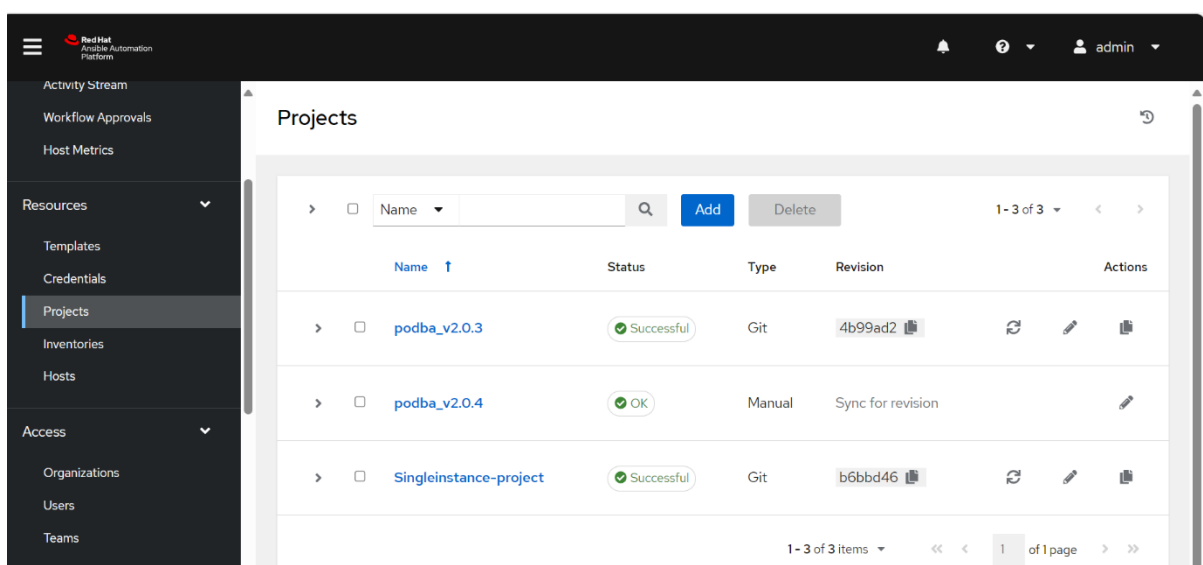 Red Hat
Ansible Automation
Platform
admin
Activity Stream
Workflow Approvals
Host Metrics
Resources
Templates
Credentials
Projects
Inventories
Hosts
Access
Organizations
Users
Teams
Projects
Name
Add
Delete
1 - 3 of 3
Name Status Type Revision Actions
podba_v2.0.3 Successful Git 4b99ad2
podba_v2.0.4 OK Manual Sync for revision
Singleinstance-project Successful Git b6bbd46
1 - 3 of 3 items 1 of 1 page